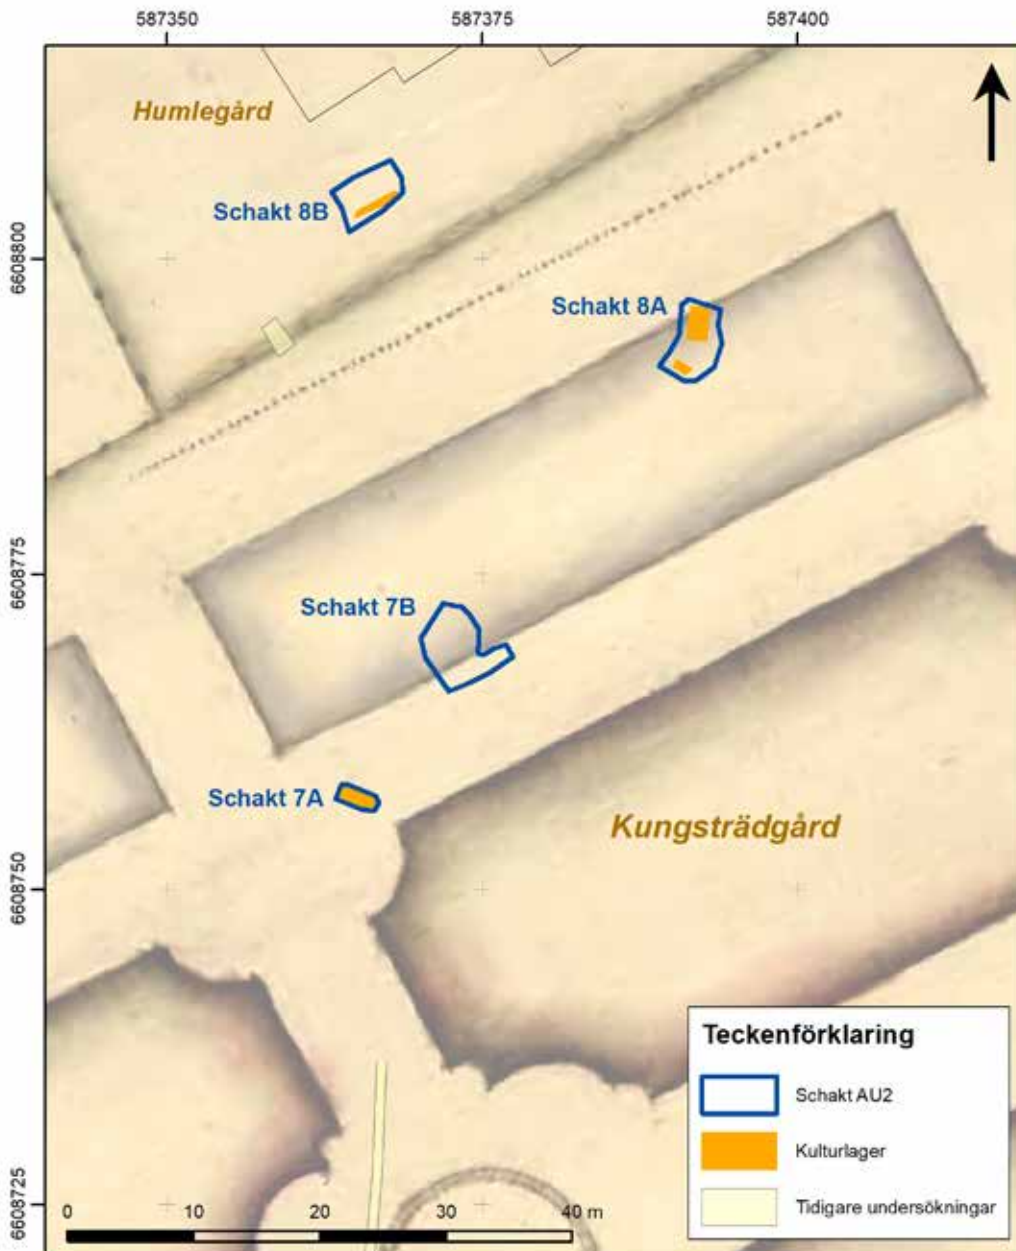 587350 587375 587400
Humlegård
Schakt 8B
6608800
Schakt 8A
6608775
Schakt 7B
Schakt 7A
Kungsträdgård
6608750
Teckenförklaring
Schakt AU2
Kulturlager
Tidigare undersökningar
6608725
0 10 20 30 40 m